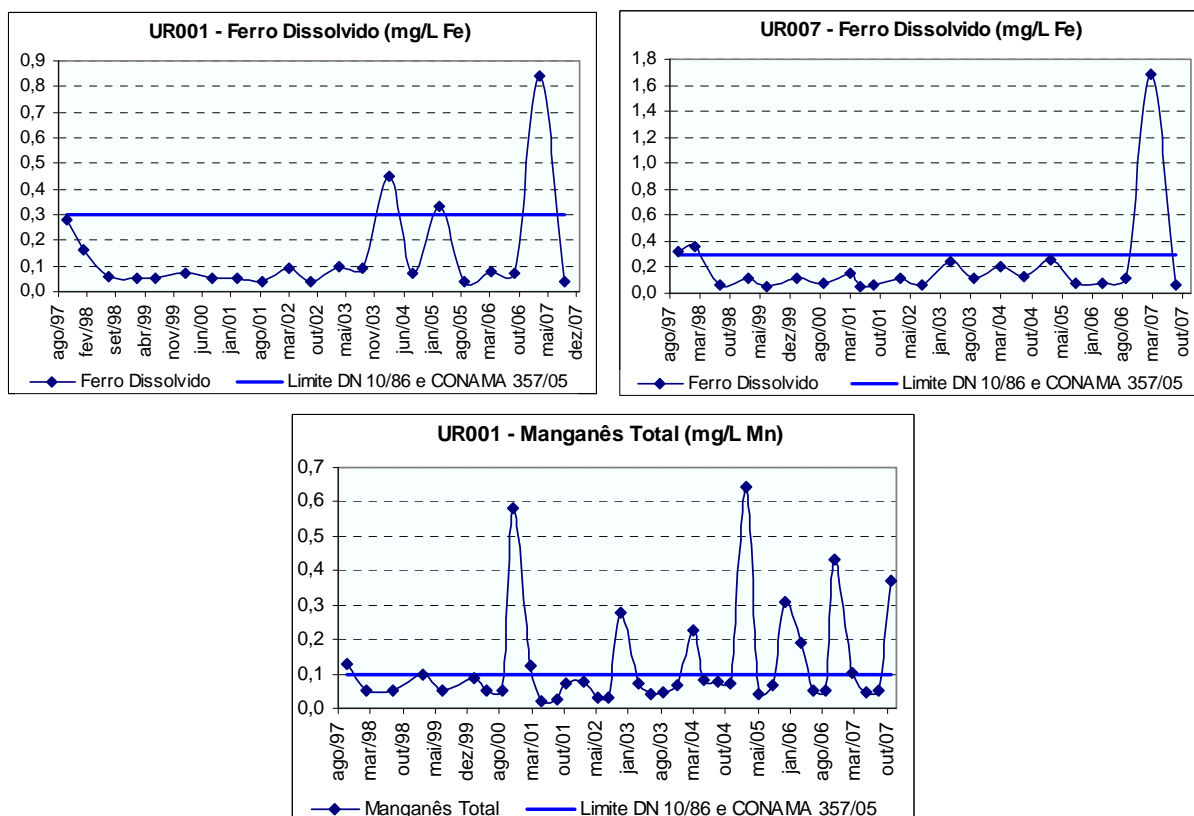 UR001 - Ferro Dissolvido (mg/L Fe)
0,9
0,8
0,7
0,6
0,5
0,4
0,3
0,2
0,1
0,0
ago/97
fev/98
set/98
abr/99
nov/99
jun/00
jan/01
ago/01
mar/02
out/02
mai/03
nov/03
jun/04
jan/05
ago/05
mar/06
out/06
mai/07
dez/07
Ferro Dissolvido Limite DN 10/86 e CONAMA 357/05
UR007 - Ferro Dissolvido (mg/L Fe)
1,8
1,6
1,4
1,2
1,0
0,8
0,6
0,4
0,2
0,0
ago/97
mar/98
out/98
mai/99
dez/99
ago/00
mar/01
out/01
mai/02
jan/03
ago/03
mar/04
out/04
mai/05
jan/06
ago/06
mar/07
out/07
Ferro Dissolvido Limite DN 10/86 e CONAMA 357/05
UR001 - Manganês Total (mg/L Mn)
0,7
0,6
0,5
0,4
0,3
0,2
0,1
0,0
ago/97
mar/98
out/98
mai/99
dez/99
ago/00
mar/01
out/01
mai/02
jan/03
ago/03
mar/04
out/04
mai/05
jan/06
ago/06
mar/07
out/07
Manganês Total Limite DN 10/86 e CONAMA 357/05